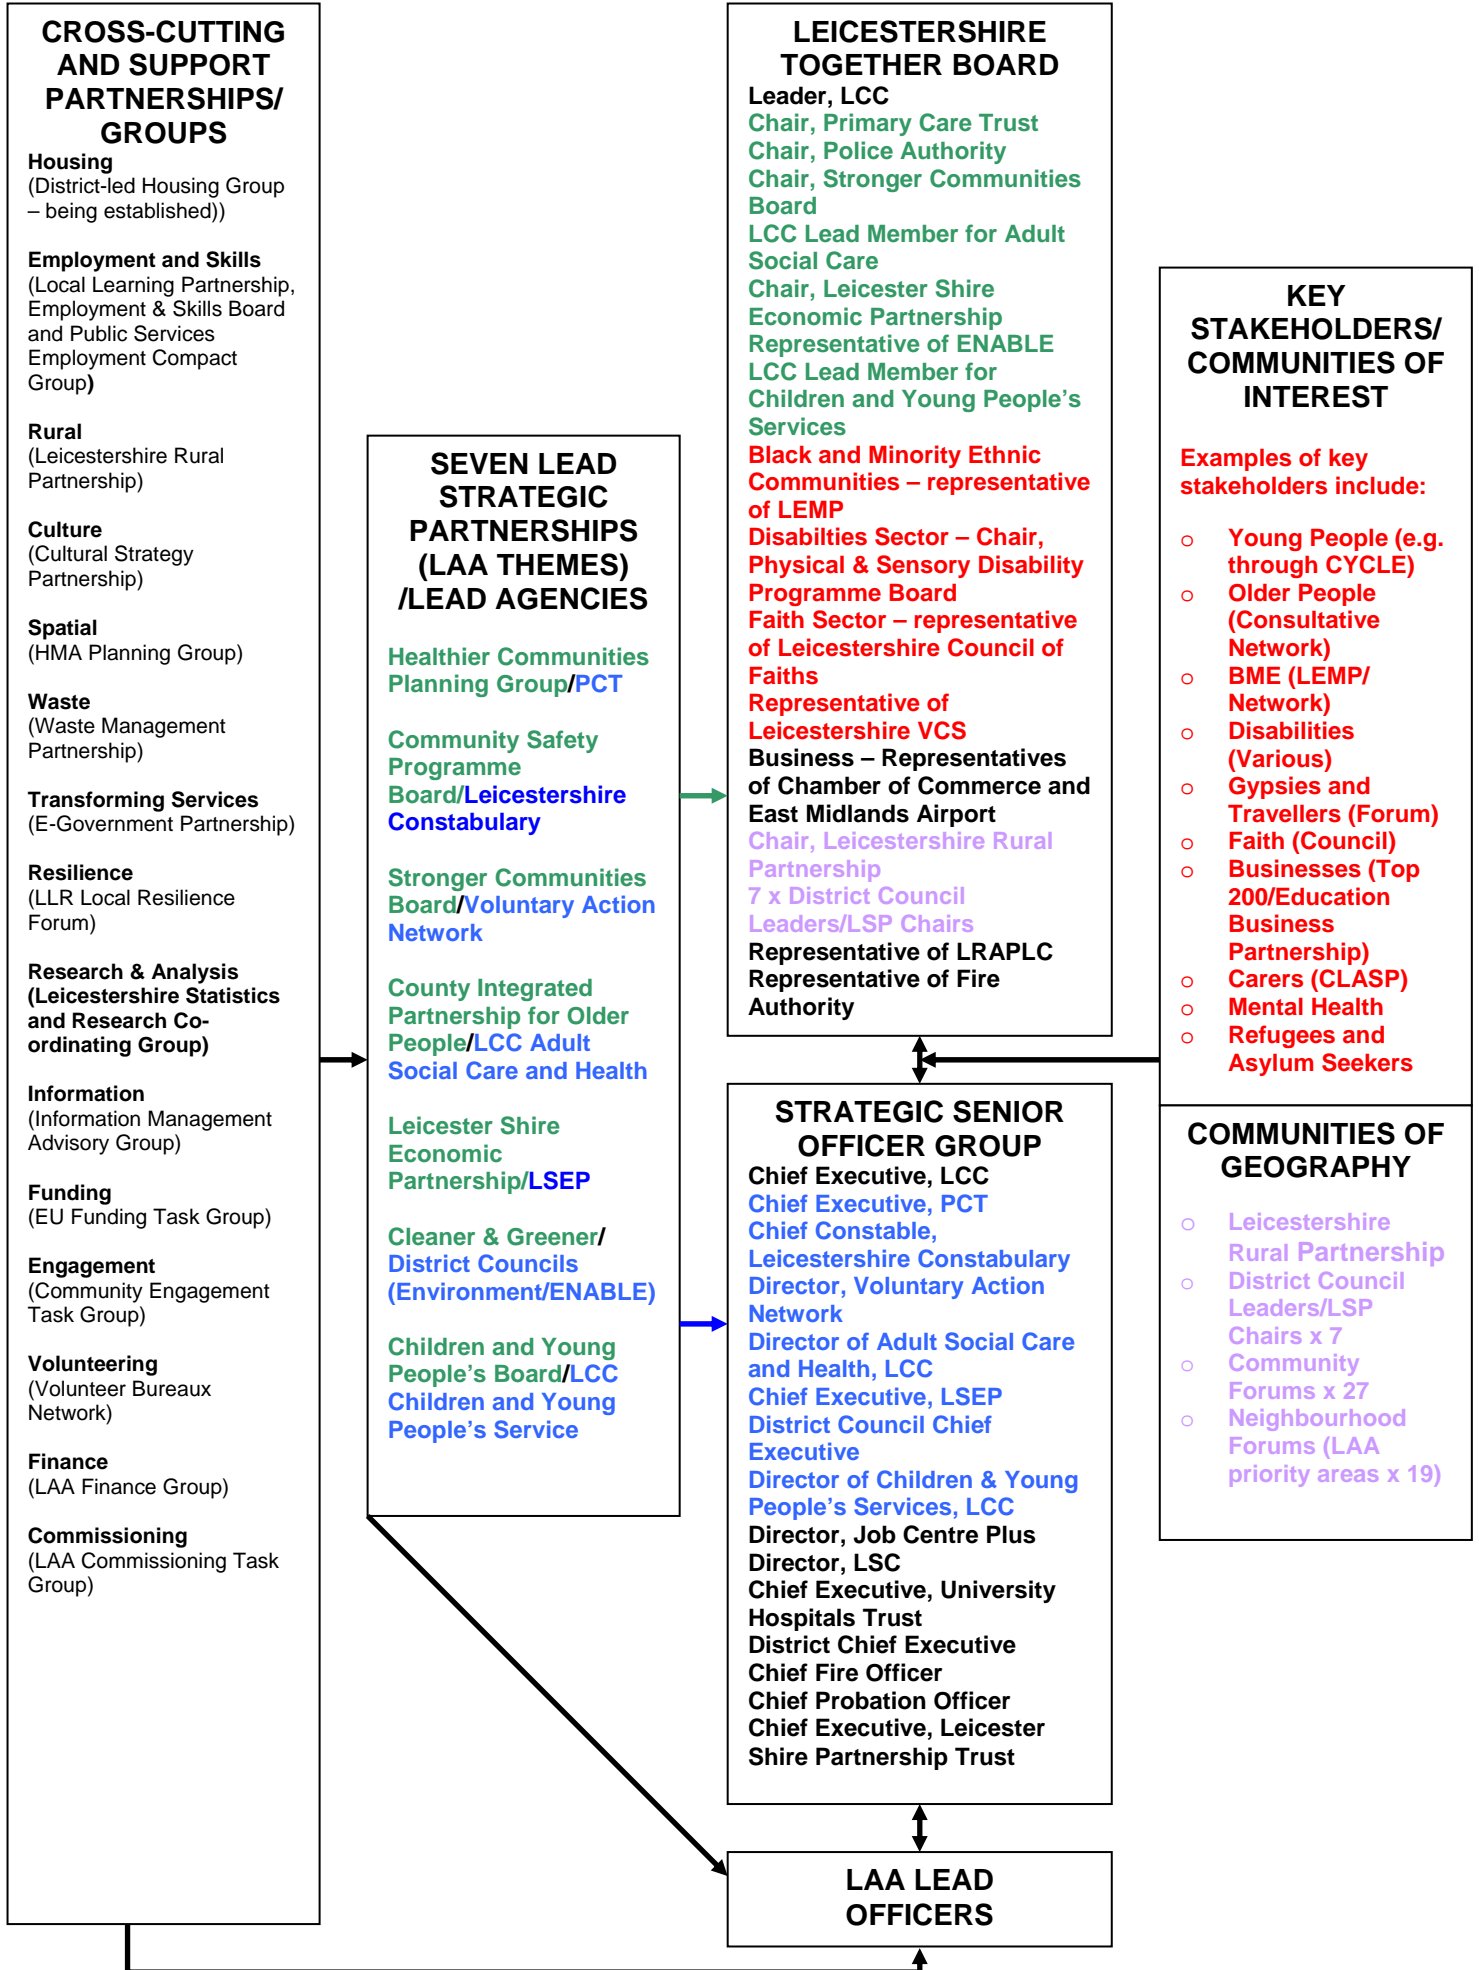 CROSS-CUTTING
AND SUPPORT
PARTNERSHIPS/
GROUPS
Housing
(District-led Housing Group
– being established))
Employment and Skills
(Local Learning Partnership,
Employment & Skills Board
and Public Services
Employment Compact
Group)
Rural
(Leicestershire Rural
Partnership)
Culture
(Cultural Strategy
Partnership)
Spatial
(HMA Planning Group)
Waste
(Waste Management
Partnership)
Transforming Services
(E-Government Partnership)
Resilience
(LLR Local Resilience
Forum)
Research & Analysis
(Leicestershire Statistics
and Research Co-
ordinating Group)
Information
(Information Management
Advisory Group)
Funding
(EU Funding Task Group)
Engagement
(Community Engagement
Task Group)
Volunteering
(Volunteer Bureaux
Network)
Finance
(LAA Finance Group)
Commissioning
(LAA Commissioning Task
Group)
SEVEN LEAD
STRATEGIC
PARTNERSHIPS
(LAA THEMES)
/LEAD AGENCIES
Healthier Communities
Planning Group/PCT
Community Safety
Programme
Board/Leicestershire
Constabulary
Stronger Communities
Board/Voluntary Action
Network
County Integrated
Partnership for Older
People/LCC Adult
Social Care and Health
Leicester Shire
Economic
Partnership/LSEP
Cleaner & Greener/
District Councils
(Environment/ENABLE)
Children and Young
People's Board/LCC
Children and Young
People's Service
LEICESTERSHIRE
TOGETHER BOARD
Leader, LCC
Chair, Primary Care Trust
Chair, Police Authority
Chair, Stronger Communities
Board
LCC Lead Member for Adult
Social Care
Chair, Leicester Shire
Economic Partnership
Representative of ENABLE
LCC Lead Member for
Children and Young People's
Services
Black and Minority Ethnic
Communities – representative
of LEMP
Disabilties Sector – Chair,
Physical & Sensory Disability
Programme Board
Faith Sector – representative
of Leicestershire Council of
Faiths
Representative of
Leicestershire VCS
Business – Representatives
of Chamber of Commerce and
East Midlands Airport
Chair, Leicestershire Rural
Partnership
7 x District Council
Leaders/LSP Chairs
Representative of LRAPLC
Representative of Fire
Authority
STRATEGIC SENIOR
OFFICER GROUP
Chief Executive, LCC
Chief Executive, PCT
Chief Constable,
Leicestershire Constabulary
Director, Voluntary Action
Network
Director of Adult Social Care
and Health, LCC
Chief Executive, LSEP
District Council Chief
Executive
Director of Children & Young
People's Services, LCC
Director, Job Centre Plus
Director, LSC
Chief Executive, University
Hospitals Trust
District Chief Executive
Chief Fire Officer
Chief Probation Officer
Chief Executive, Leicester
Shire Partnership Trust
LAA LEAD
OFFICERS
KEY
STAKEHOLDERS/
COMMUNITIES OF
INTEREST
Examples of key
stakeholders include:
o Young People (e.g.
through CYCLE)
o Older People
(Consultative
Network)
o BME (LEMP/
Network)
o Disabilities
(Various)
o Gypsies and
Travellers (Forum)
o Faith (Council)
o Businesses (Top
200/Education
Business
Partnership)
o Carers (CLASP)
o Mental Health
o Refugees and
Asylum Seekers
COMMUNITIES OF
GEOGRAPHY
o Leicestershire
Rural Partnership
o District Council
Leaders/LSP
Chairs x 7
o Community
Forums x 27
o Neighbourhood
Forums (LAA
priority areas x 19)